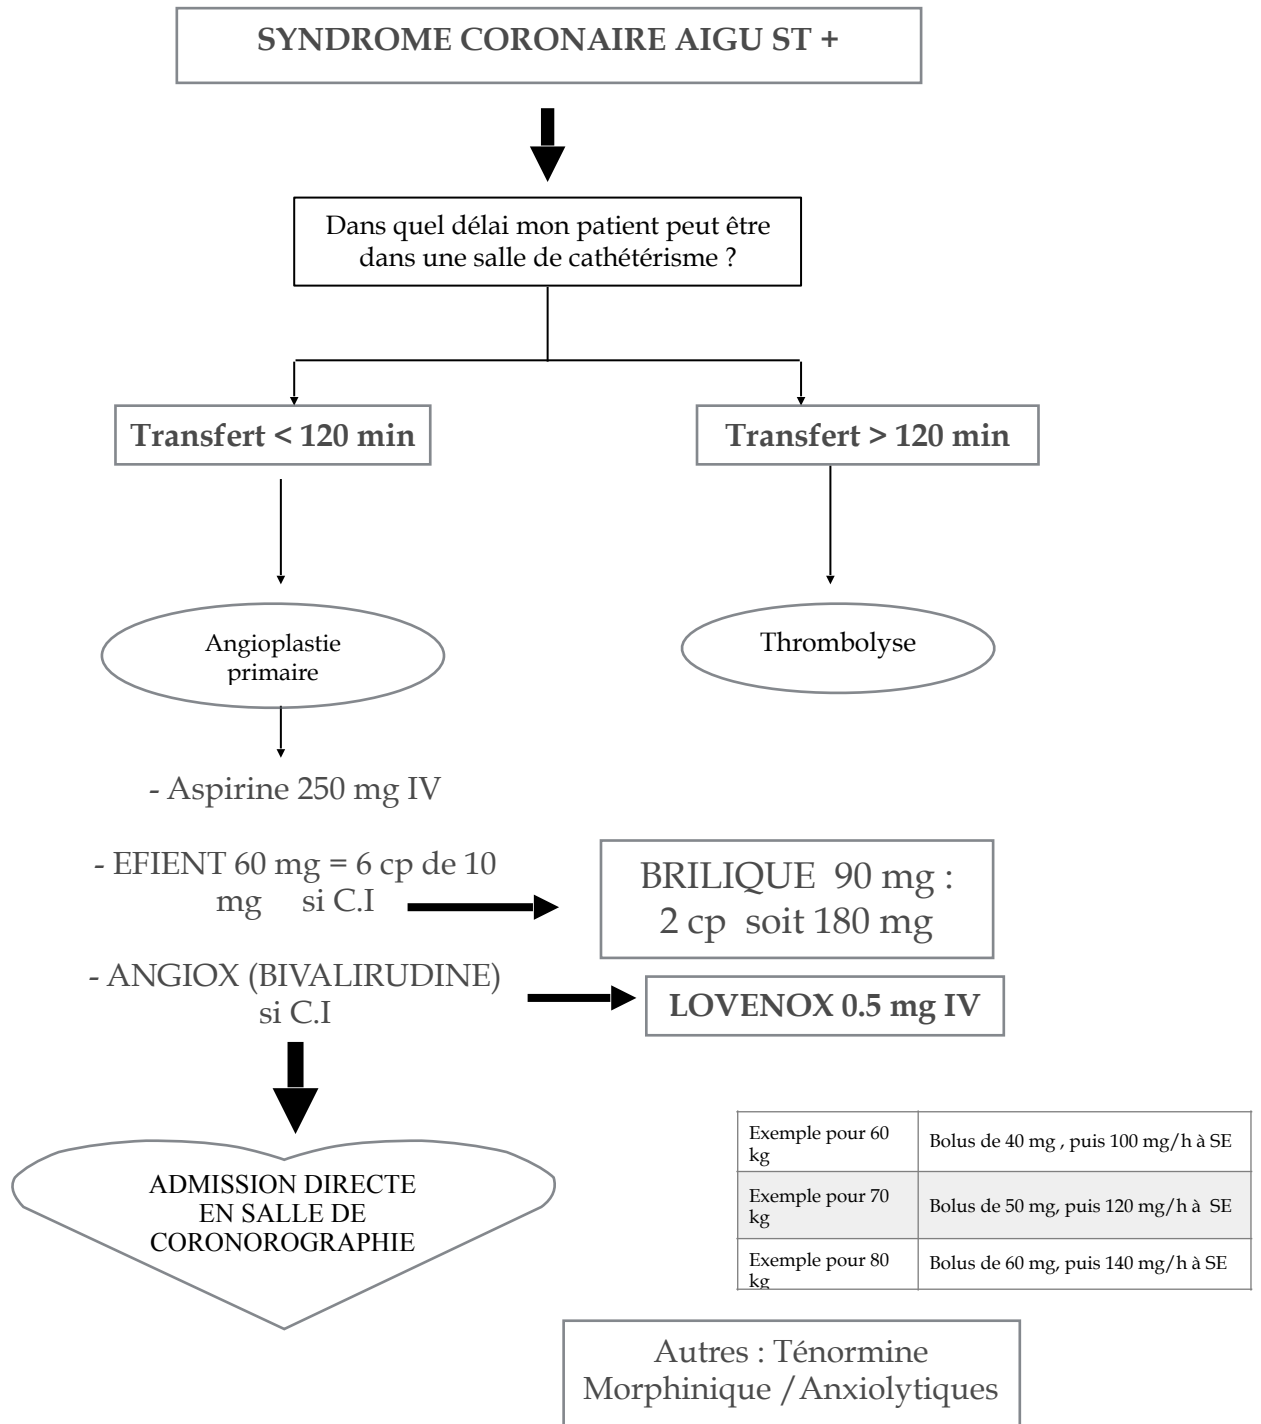 SYNDROME CORONAIRE AIGU ST +
Dans quel délai mon patient peut être
dans une salle de cathétérisme ?
Transfert < 120 min
Transfert > 120 min
Angioplastie
primaire
Thrombolyse
- Aspirine 250 mg IV
- EFIENT 60 mg = 6 cp de 10
mg si C.I
BRILIQUE 90 mg :
2 cp soit 180 mg
- ANGIOX (BIVALIRUDINE)
si C.I
LOVENOX 0.5 mg IV
ADMISSION DIRECTE
EN SALLE DE
CORONOROGRAPHIE
Exemple pour 60
kg
Bolus de 40 mg , puis 100 mg/h à SE
Exemple pour 70
kg
Bolus de 50 mg, puis 120 mg/h à SE
Exemple pour 80
kg
Bolus de 60 mg, puis 140 mg/h à SE
Autres : Ténormine
Morphinique /Anxiolytiques